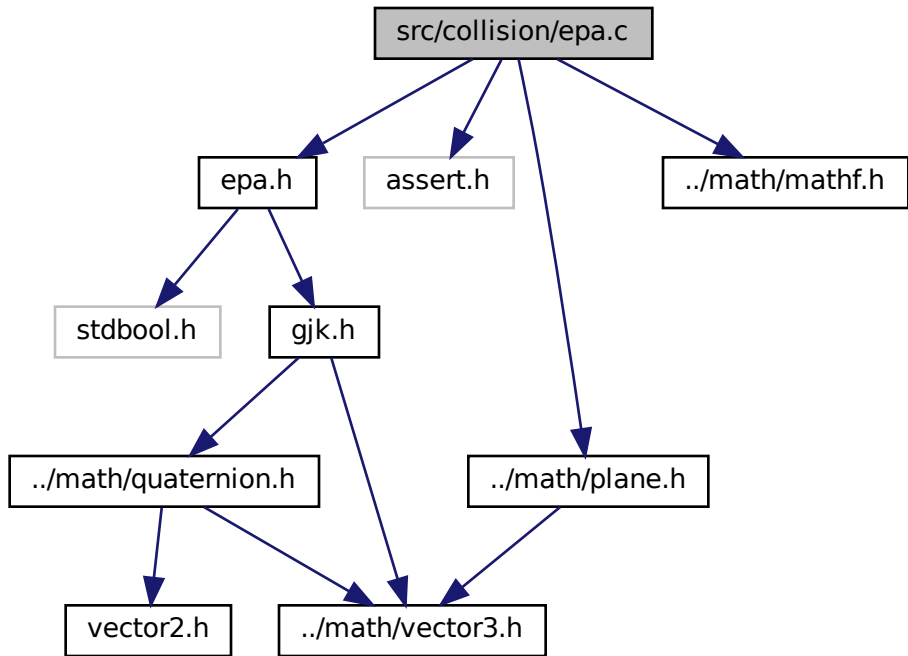 src/collision/epa.c
epa.h
assert.h
../math/mathf.h
stdbool.h
gjk.h
../math/quaternion.h
../math/plane.h
vector2.h
../math/vector3.h